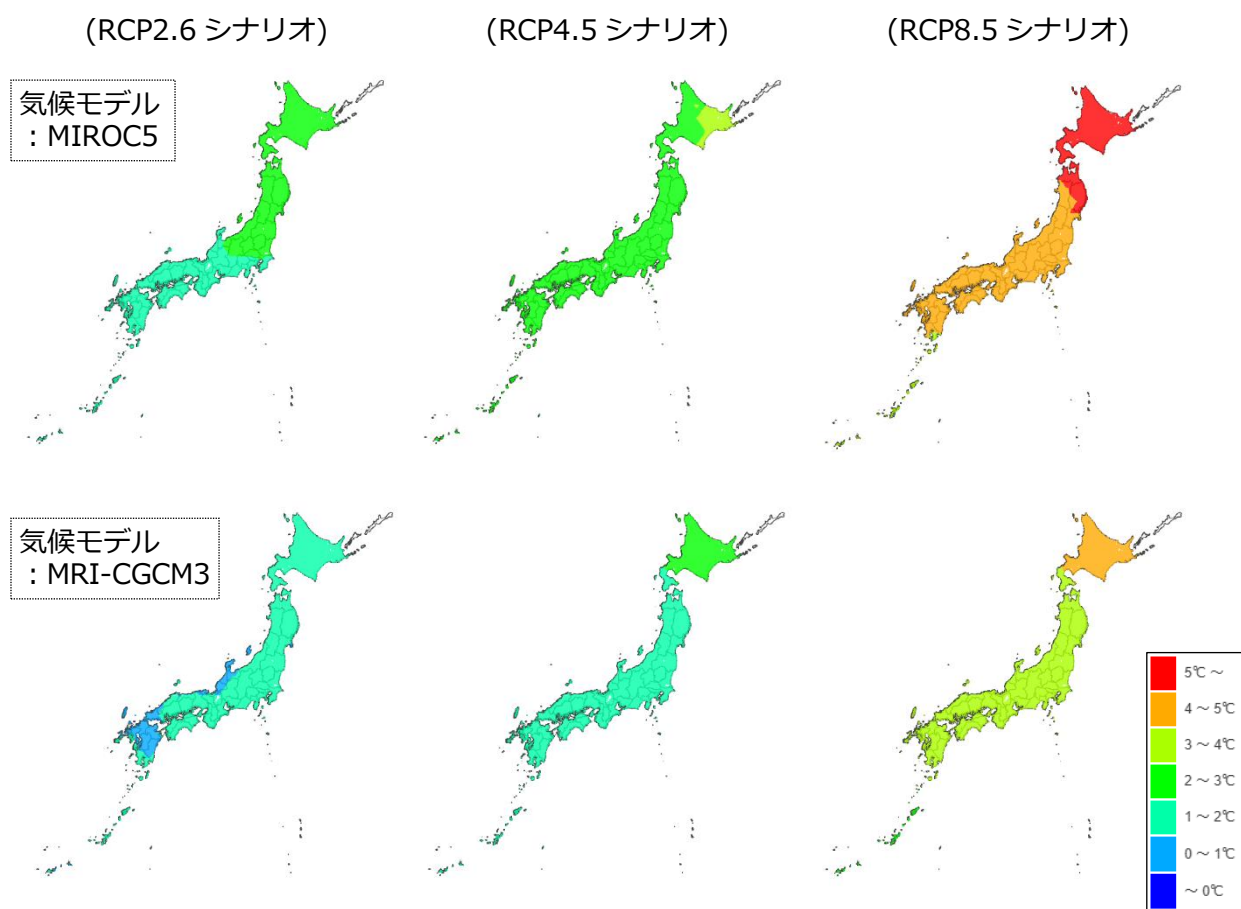 (RCP2.6 シナリオ)
(RCP4.5 シナリオ)
(RCP8.5 シナリオ)
気候モデル
：MIROC5
気候モデル
：MRI-CGCM3
5℃～
4～5℃
3～4℃
2～3℃
1～2℃
0～1℃
～0℃